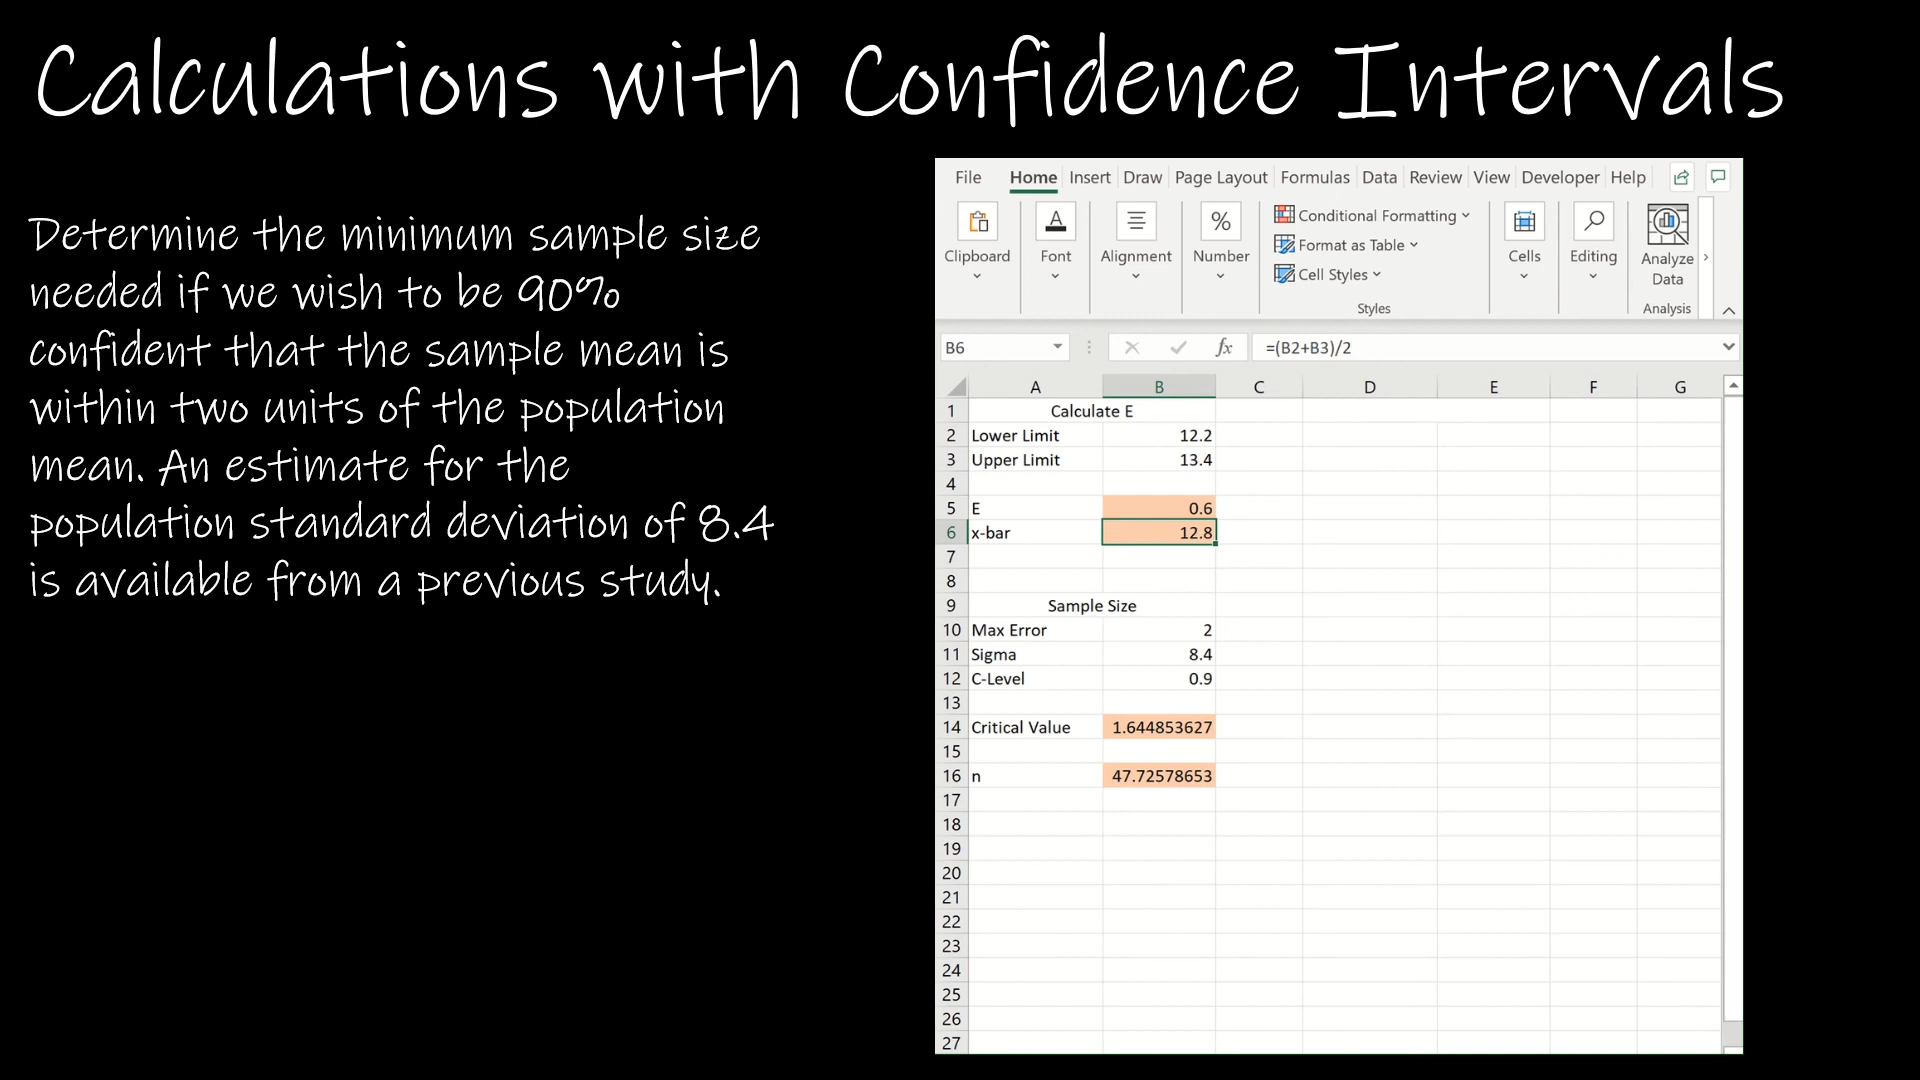 Calculations with Confidence Intervals
Determine the minimum sample size
needed if we wish to be 90%
confident that the sample mean is
within two units of the population
mean. An estimate for the
population standard deviation of 8.4
is available from a previous study.
File Home Insert Draw Page Layout Formulas Data Review View Developer Help
Clipboard Font Alignment Number Conditional Formatting Format as Table Cell Styles Cells Editing Analyze Data
Styles Analysis
B6 fx =(B2+B3)/2
A B C D E F G
1 Calculate E
2 Lower Limit 12.2
3 Upper Limit 13.4
4
5 E 0.6
6 x-bar 12.8
7
8
9 Sample Size
10 Max Error 2
11 Sigma 8.4
12 C-Level 0.9
13
14 Critical Value 1.644853627
15
16 n 47.72578653
17
18
19
20
21
22
23
24
25
26
27